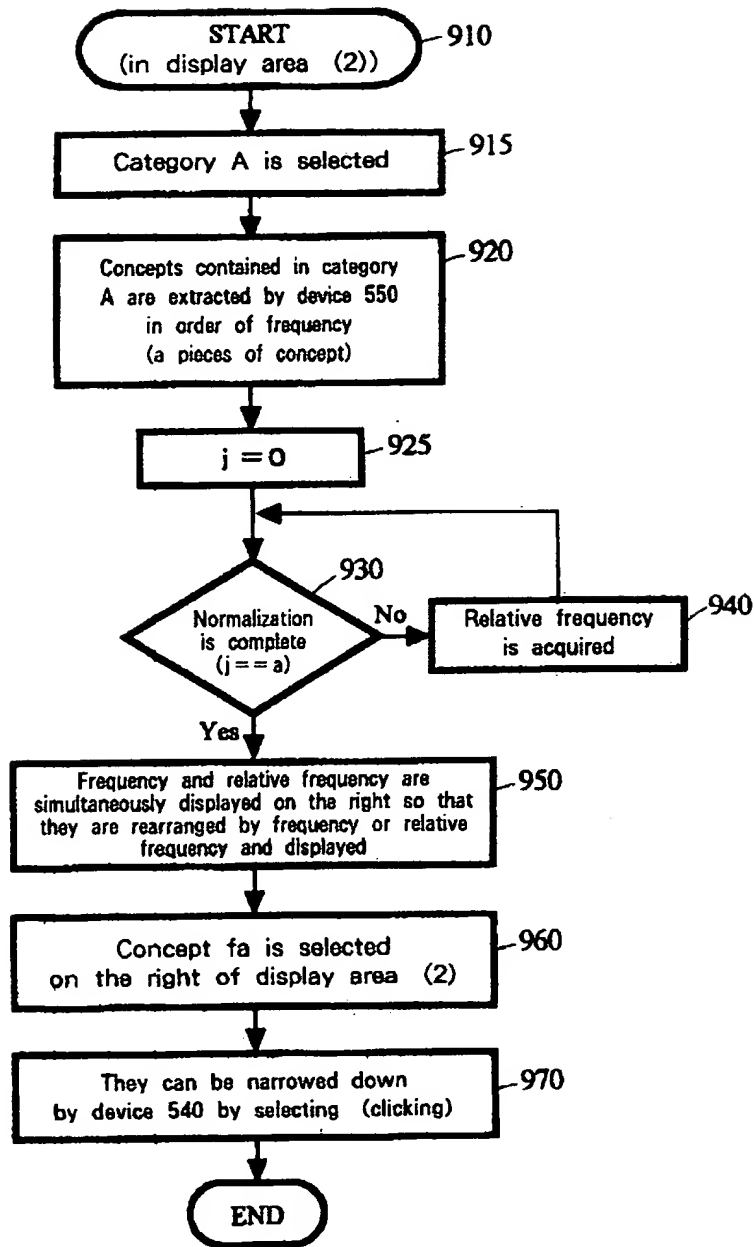 START
(in display area (2))
910
Category A is selected
915
Concepts contained in category
A are extracted by device 550
in order of frequency
(a pieces of concept)
920
j = 0
925
930
Normalization
is complete
(j = = a)
No
Relative frequency
is acquired
940
Yes
Frequency and relative frequency are
simultaneously displayed on the right so that
they are rearranged by frequency or relative
frequency and displayed
950
Concept fa is selected
on the right of display area (2)
960
They can be narrowed down
by device 540 by selecting (clicking)
970
END